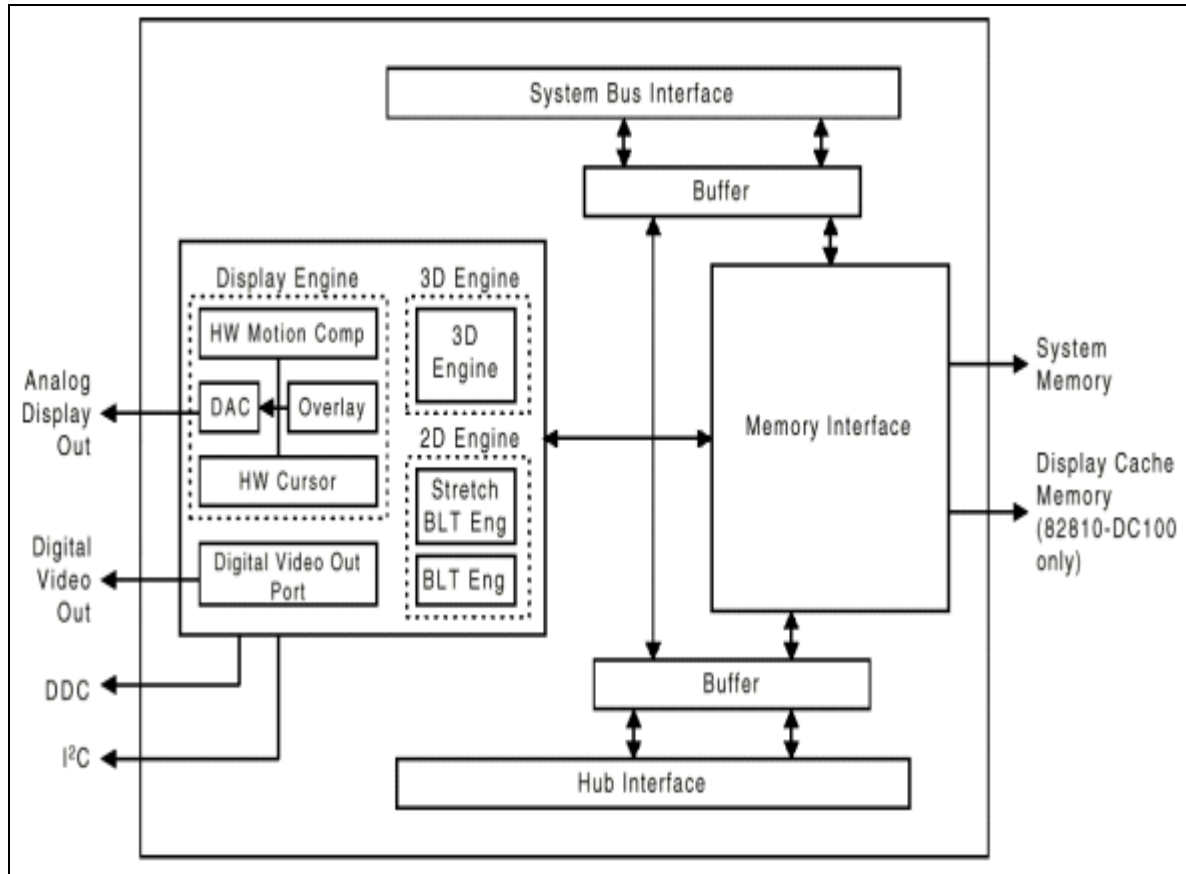 System Bus Interface
Buffer
Display Engine
HW Motion Comp
DAC
Overlay
HW Cursor
Digital Video Out
Port
3D Engine
3D
Engine
2D Engine
Stretch
BLT Eng
BLT Eng
Memory Interface
Buffer
Hub Interface
Analog
Display
Out
Digital
Video
Out
DDC
I²C
System
Memory
Display Cache
Memory
(82810-DC100
only)